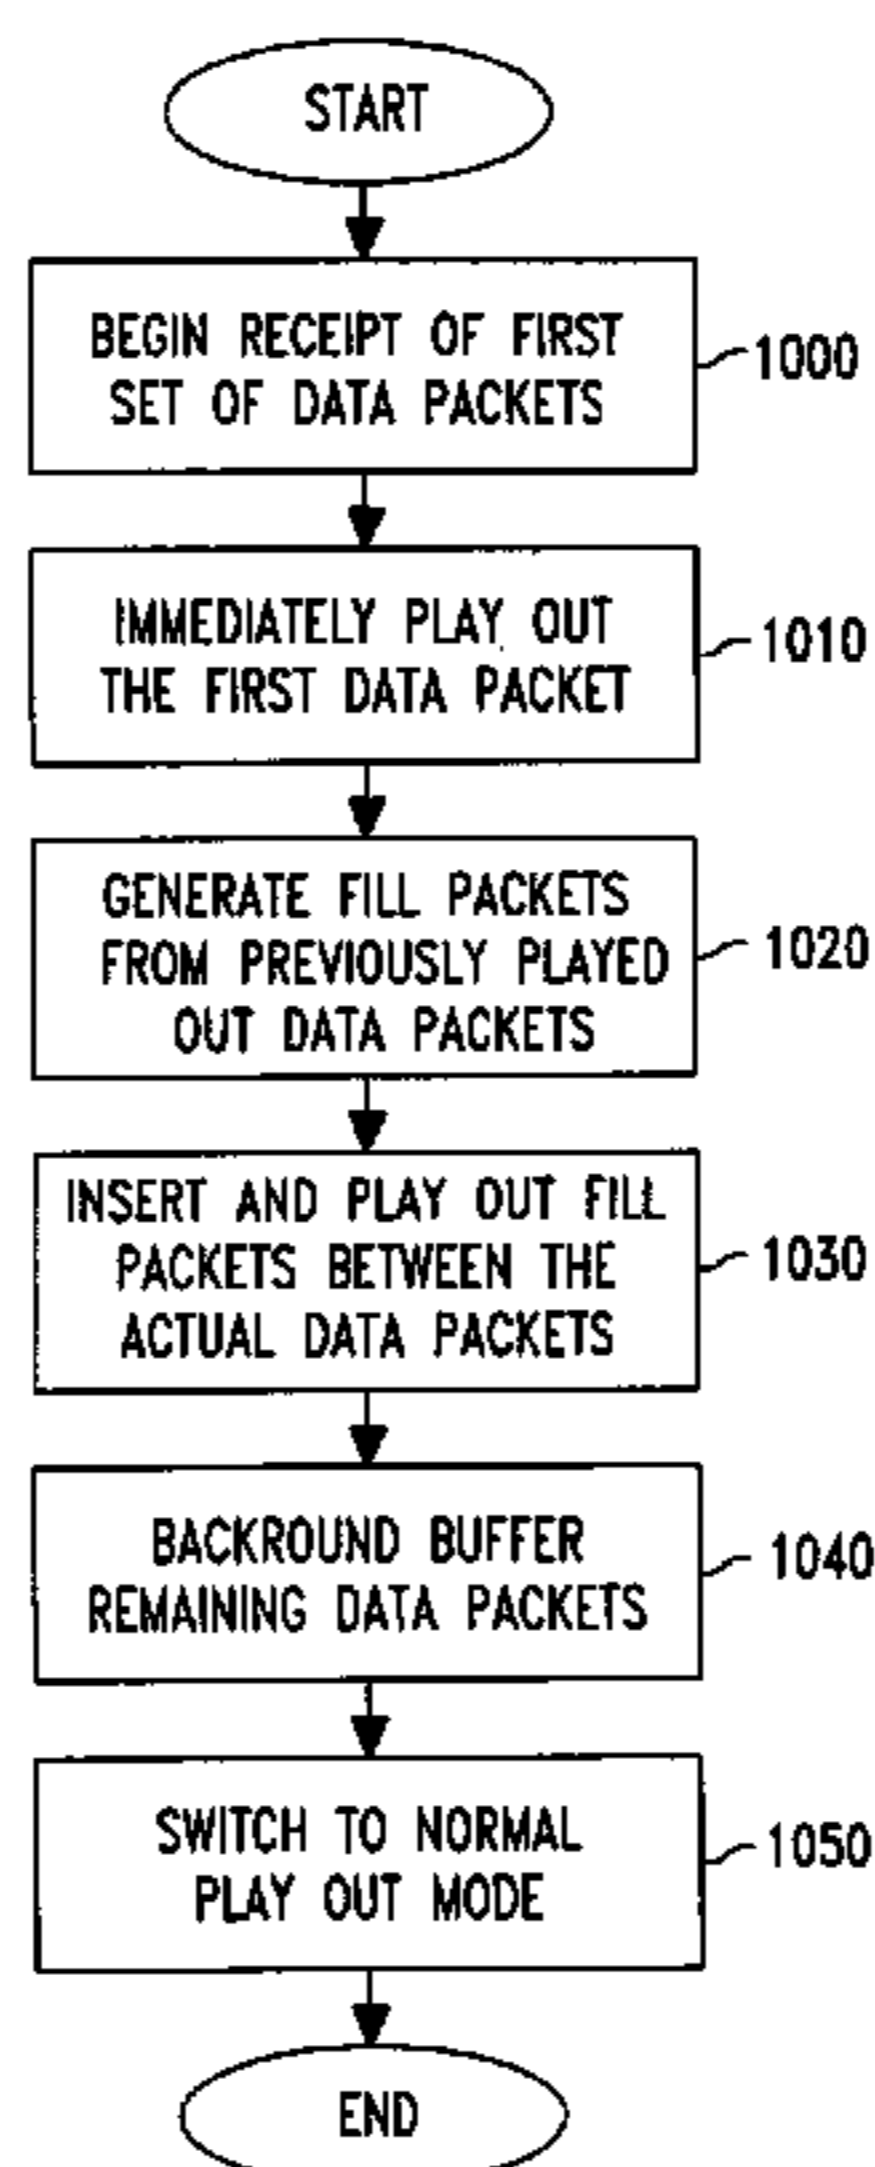 START
BEGIN RECEIPT OF FIRST
SET OF DATA PACKETS
1000
IMMEDIATELY PLAY OUT
THE FIRST DATA PACKET
1010
GENERATE FILL PACKETS
FROM PREVIOUSLY PLAYED
OUT DATA PACKETS
1020
INSERT AND PLAY OUT FILL
PACKETS BETWEEN THE
ACTUAL DATA PACKETS
1030
BACKROUND BUFFER
REMAINING DATA PACKETS
1040
SWITCH TO NORMAL
PLAY OUT MODE
1050
END